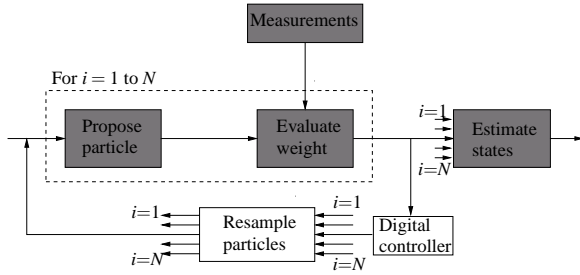 Measurements
For i = 1 to N
Propose
particle
Evaluate
weight
i=1
Estimate
states
i=N
i=1
i=N
Resample
particles
i=1
i=N
Digital
controller